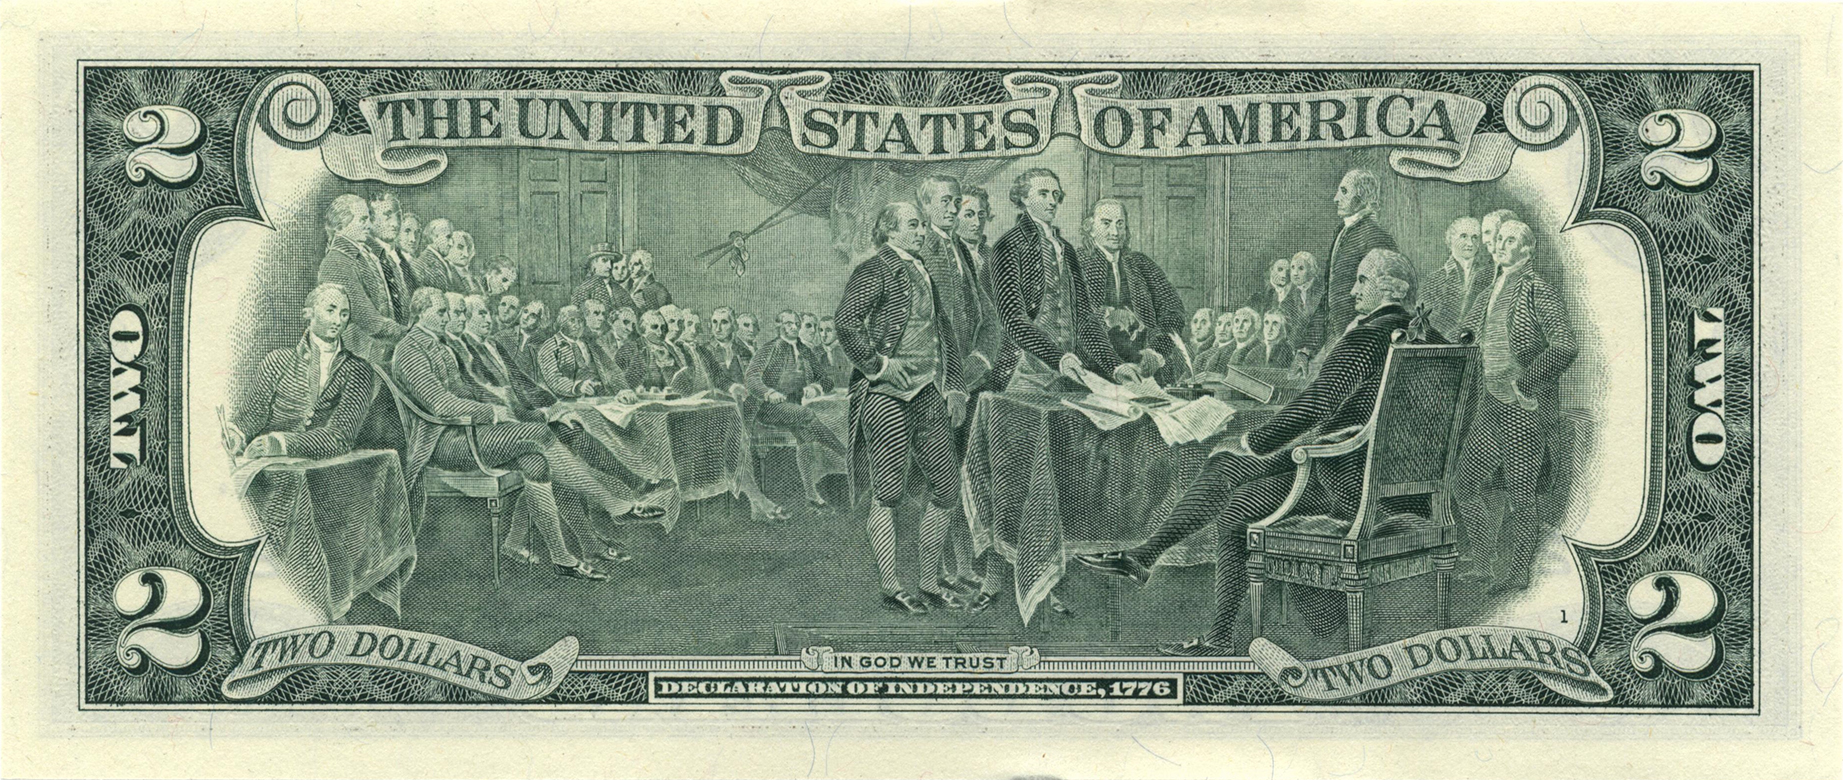 THE UNITED STATES OF AMERICA
2
2
TWO
TWO
1
2
2
TWO DOLLARS
TWO DOLLARS
IN GOD WE TRUST
DECLARATION OF INDEPENDENCE, 1776